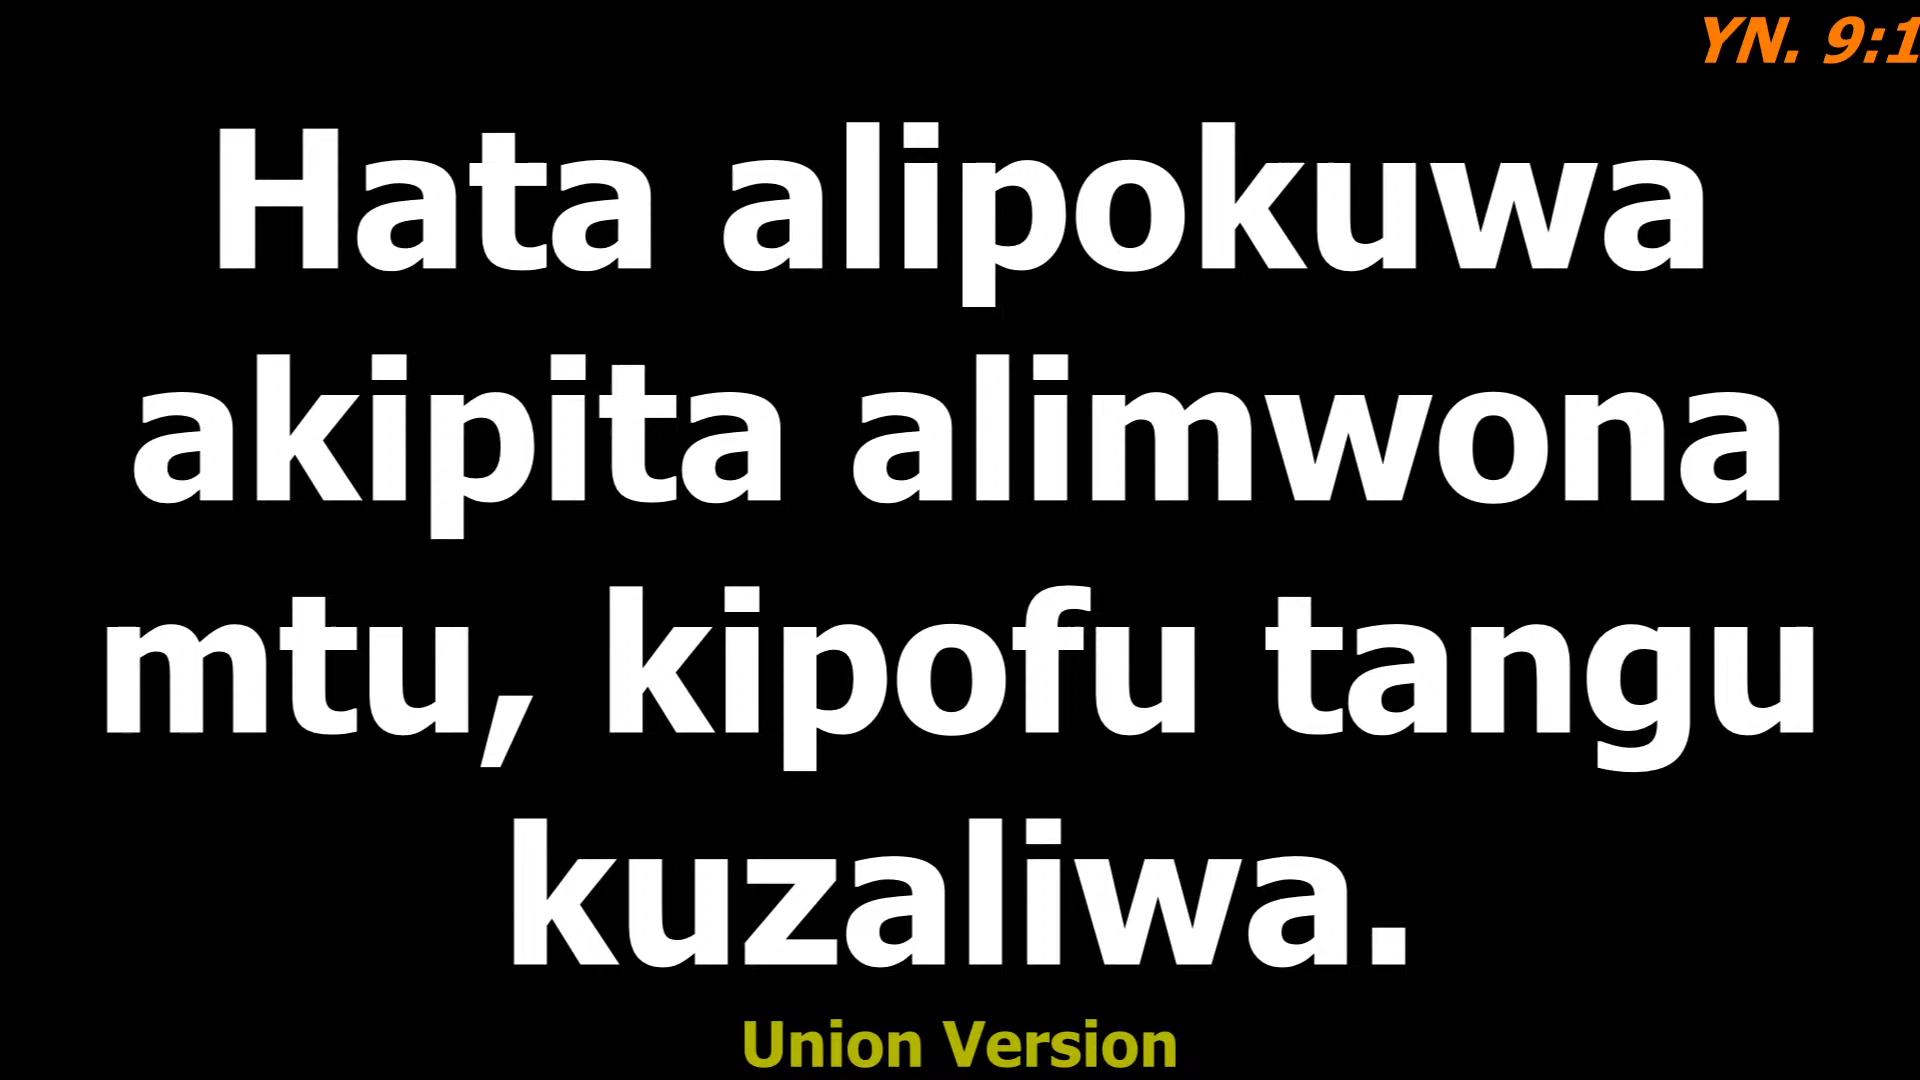 YN. 9:1
Hata alipokuwa
akipita alimwona
mtu, kipofu tangu
kuzaliwa.
Union Version